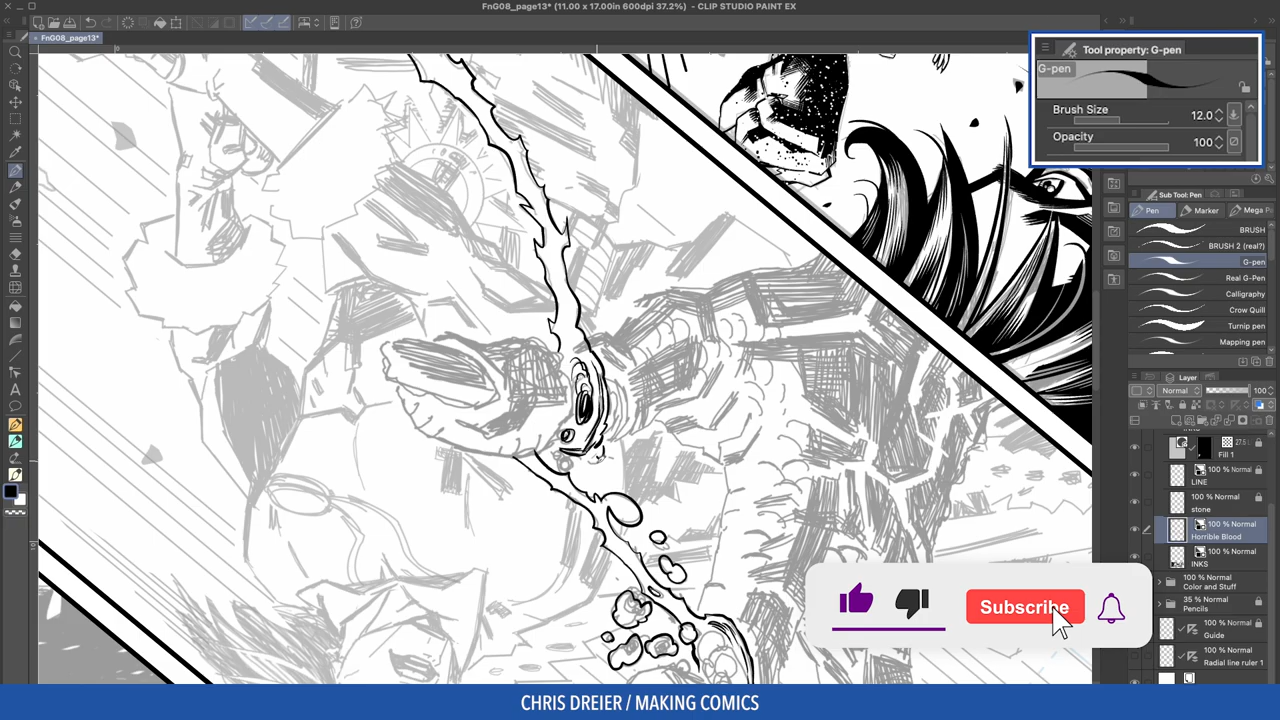 FnG08_page13* (11.00 x 17.00in 600dpi 37.2%) - CLIP STUDIO PAINT EX
FnG08_page13*
Tool property: G-pen
G-pen
Brush Size 12.0
Opacity 100
Sub Tool: Pen
Pen Marker Mega
BRUSH
BRUSH 2 (real?)
G-pen
Real G-Pen
Calligraphy
Crow Quill
Turnip pen
Mapping pen
Layer
Normal 100
27.5
Fill 1
100 % Normal
LINE
100 % Normal
stone
100 % Normal
Horrible Blood
100 % Normal
INKS
100 % Normal
Color and Stuff
35 % Normal
Pencils
100 % Normal
Guide
100 % Normal
Radial line ruler 1
Subscribe
CHRIS DREIER / MAKING COMICS